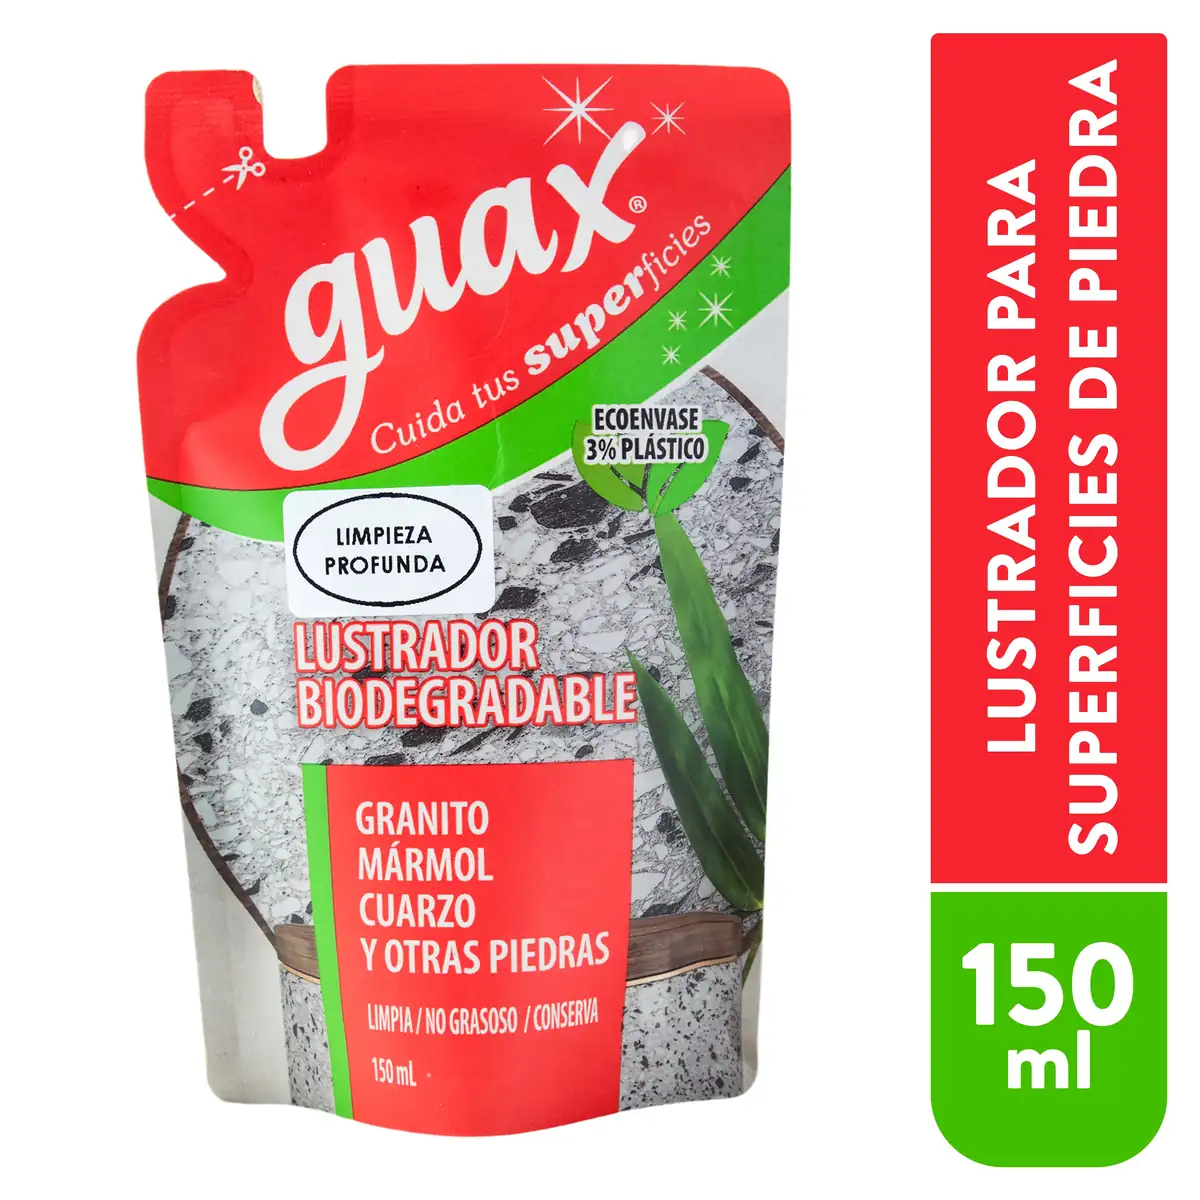 guax®
Cuida tus superficies
ECOENVASE
3% PLÁSTICO
LIMPIEZA
PROFUNDA
LUSTRADOR
BIODEGRADABLE
GRANITO
MÁRMOL
CUARZO
Y OTRAS PIEDRAS
LIMPIA / NO GRASOSO / CONSERVA
150 mL
LUSTRADOR PARA
SUPERFICIES DE PIEDRA
150
ml